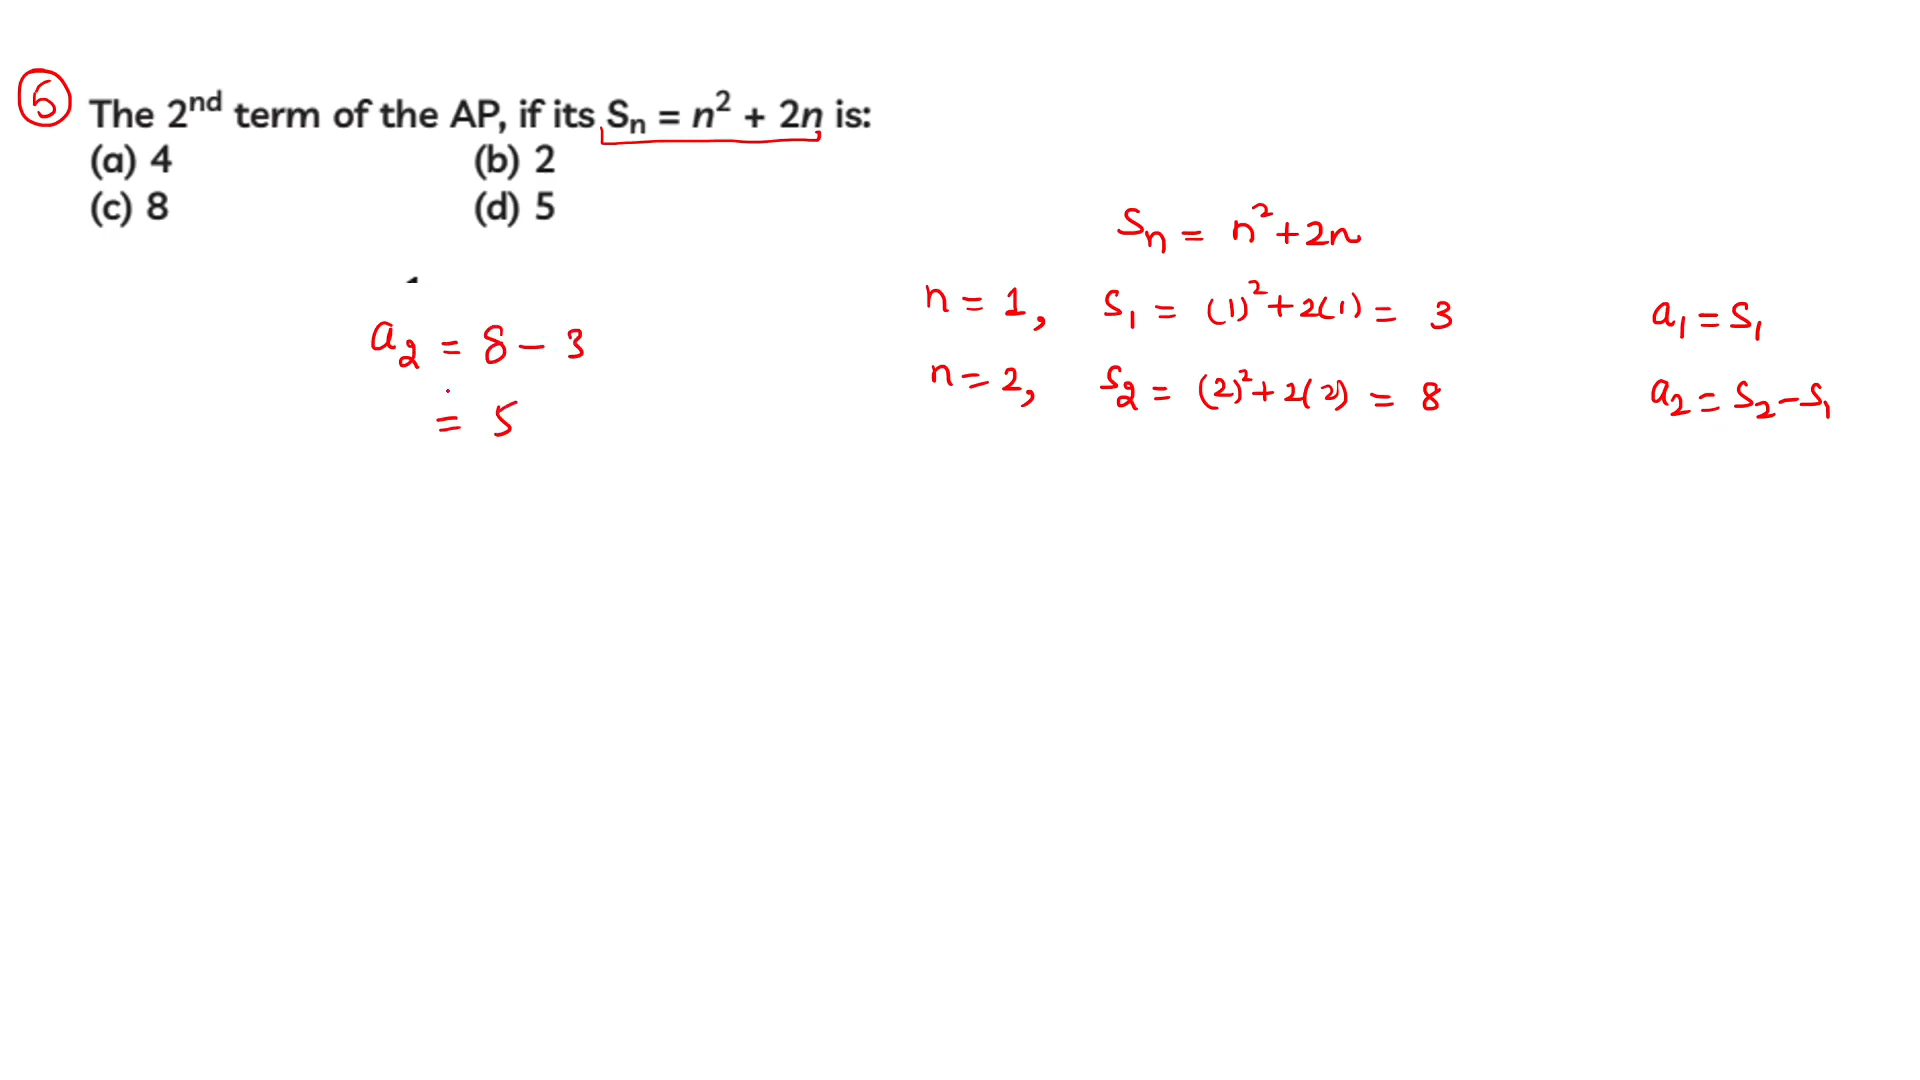 ⑤ The 2nd term of the AP, if its Sn = n² + 2n is:
(a) 4 (b) 2
(c) 8 (d) 5
Sn = n² + 2n
n = 1, S₁ = (1)² + 2(1) = 3 a₁ = S₁
n = 2, S₂ = (2)² + 2(2) = 8 a₂ = S₂ - S₁
a₂ = 8 - 3
= 5